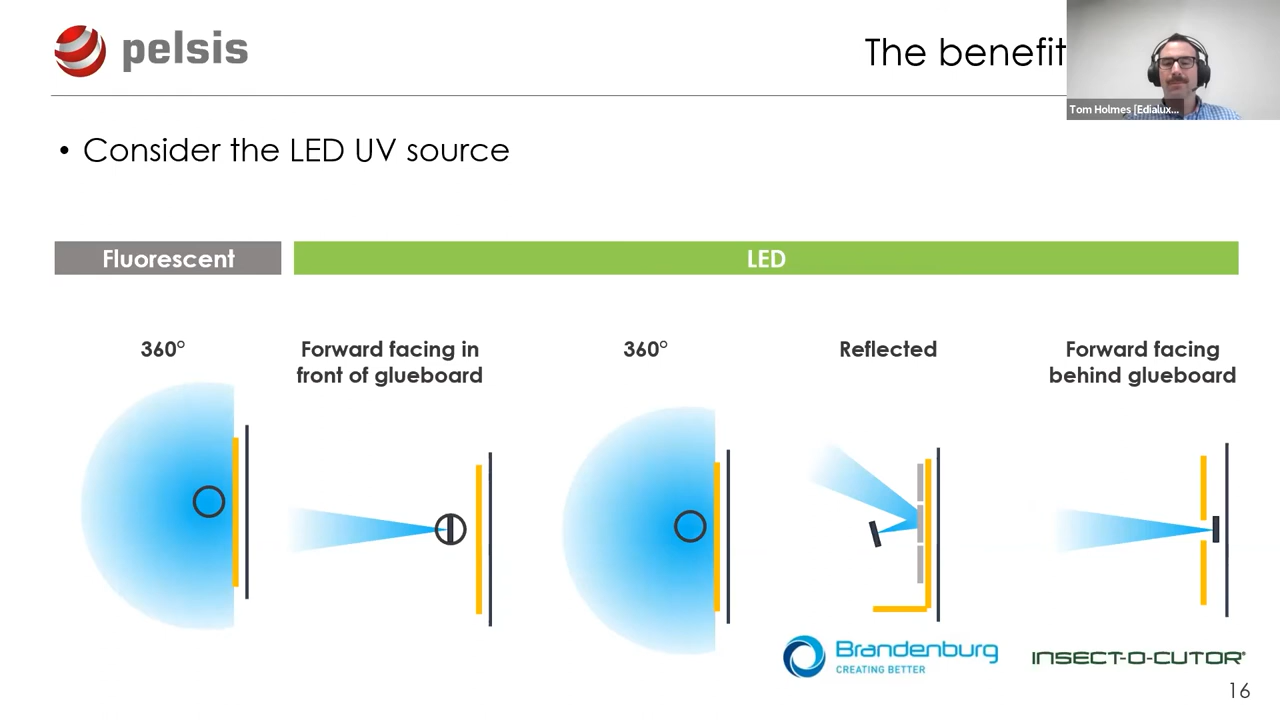 pelsis
The benefit
Tom Holmes [Edialux...
• Consider the LED UV source
Fluorescent
LED
360°
Forward facing in
front of glueboard
360°
Reflected
Forward facing
behind glueboard
Brandenburg
CREATING BETTER
INSECT-O-CUTOR®
16